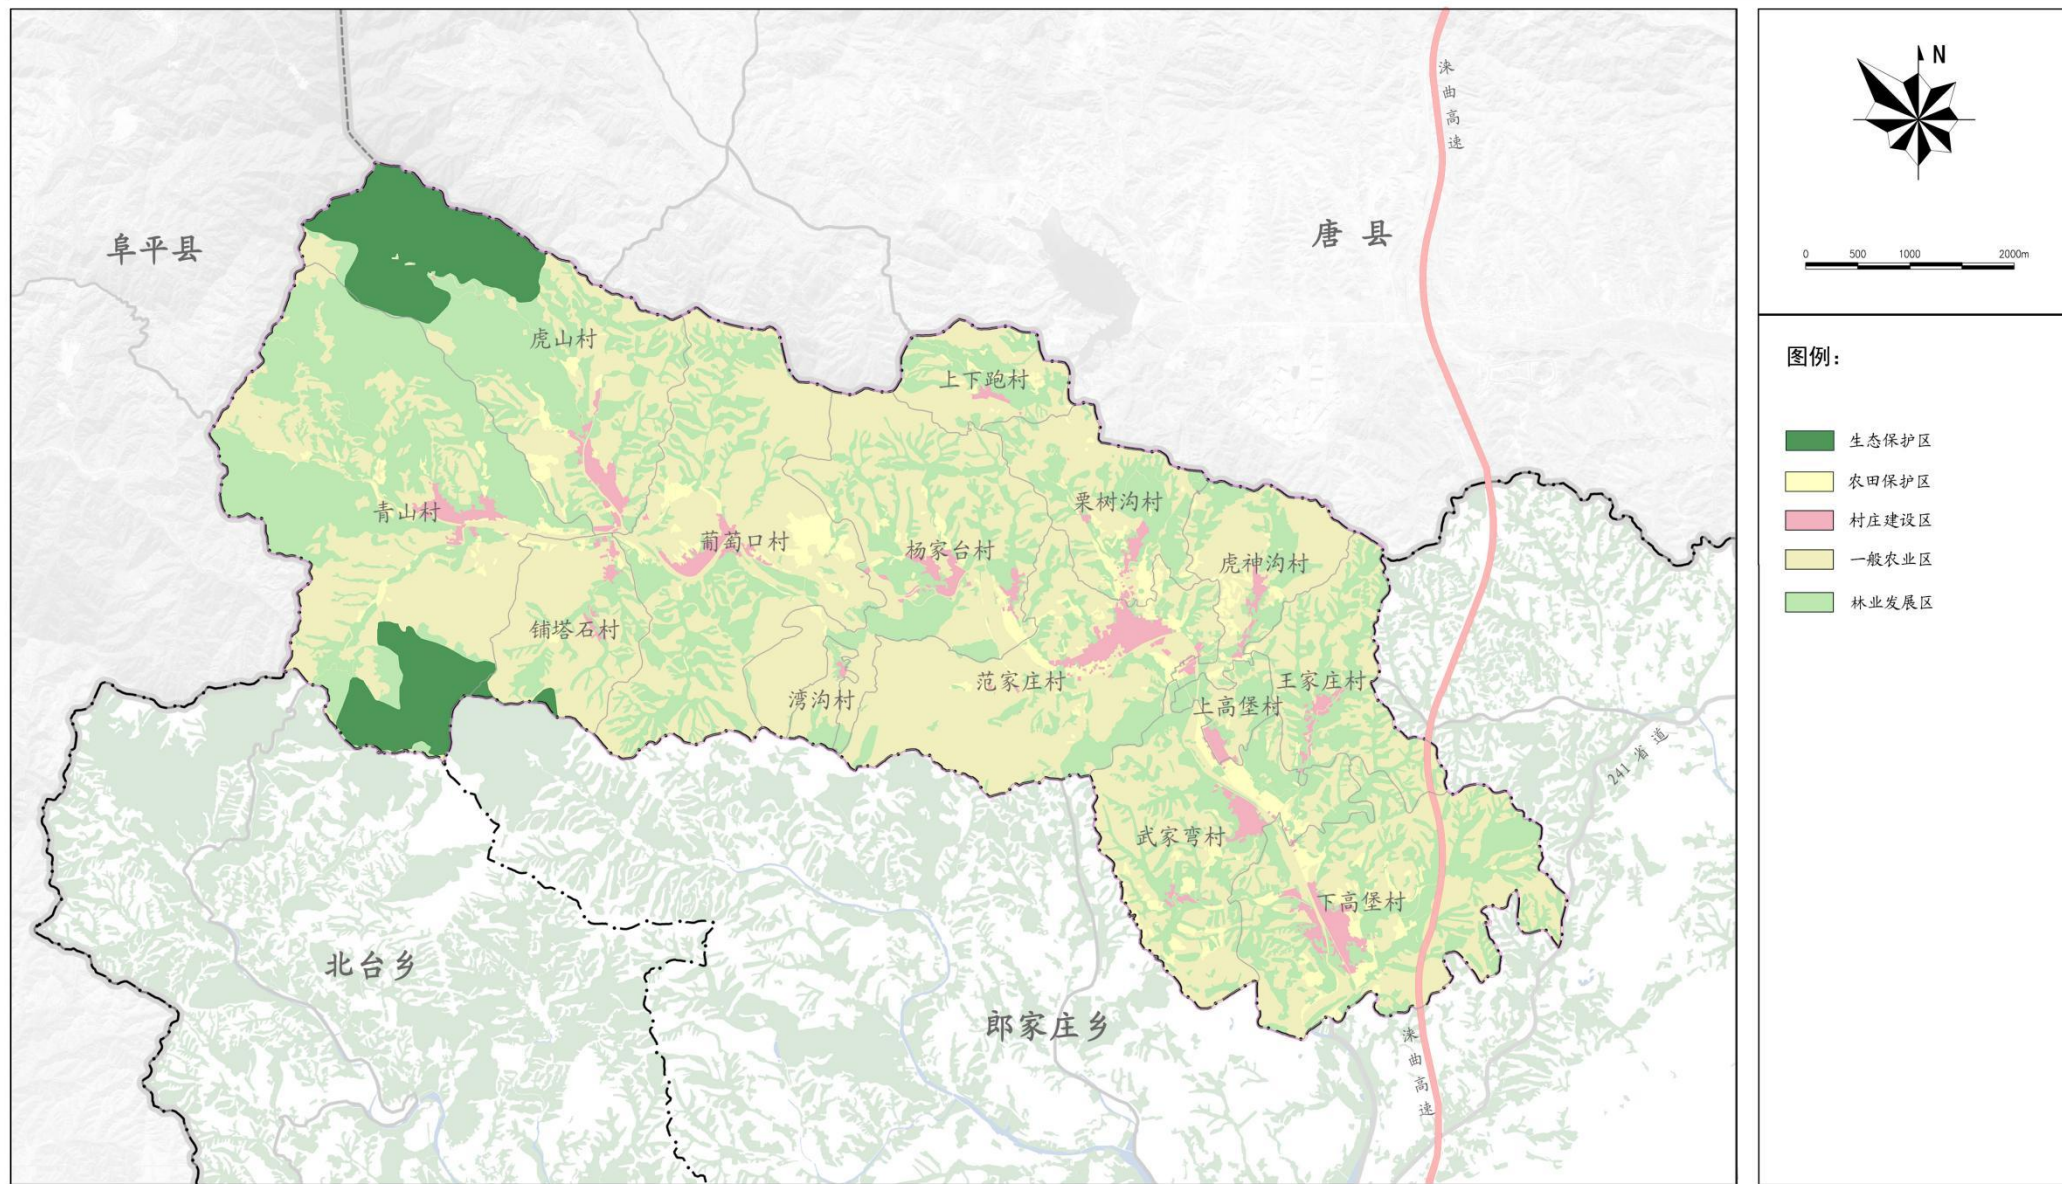 涞曲高速
N
0 500 1000 2000m
唐县
阜平县
图例：
虎山村
上下跑村
生态保护区
农田保护区
村庄建设区
一般农业区
林业发展区
青山村
栗树沟村
葡萄口村
杨家台村
虎神沟村
铺塔石村
湾沟村
范家庄村
王家庄村
上高堡村
241省道
武家弯村
下高堡村
北台乡
郎家庄乡
涞曲高速